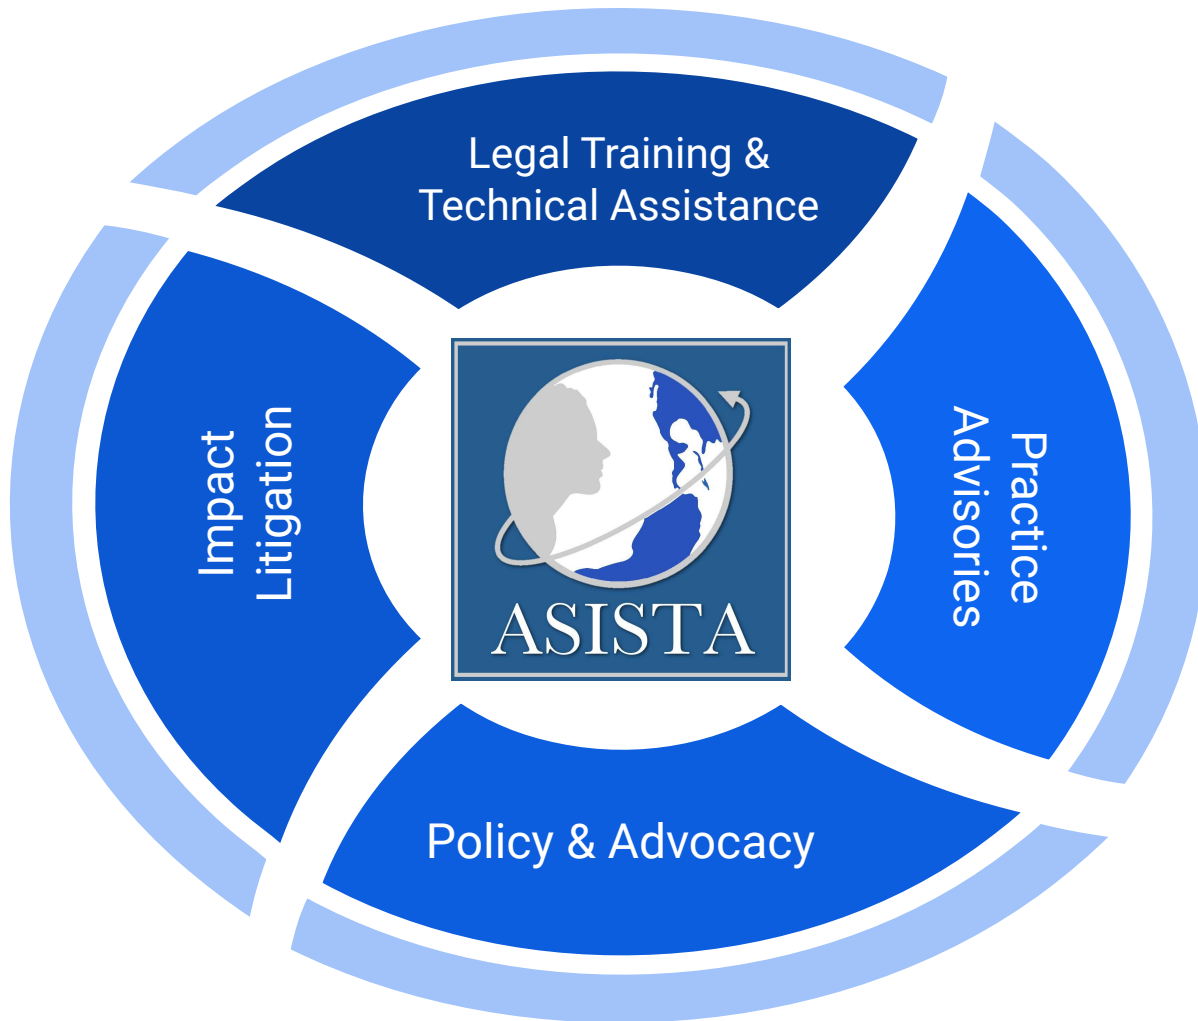 Legal Training &
Technical Assistance
Practice
Advisories
Policy & Advocacy
Impact
Litigation
ASISTA